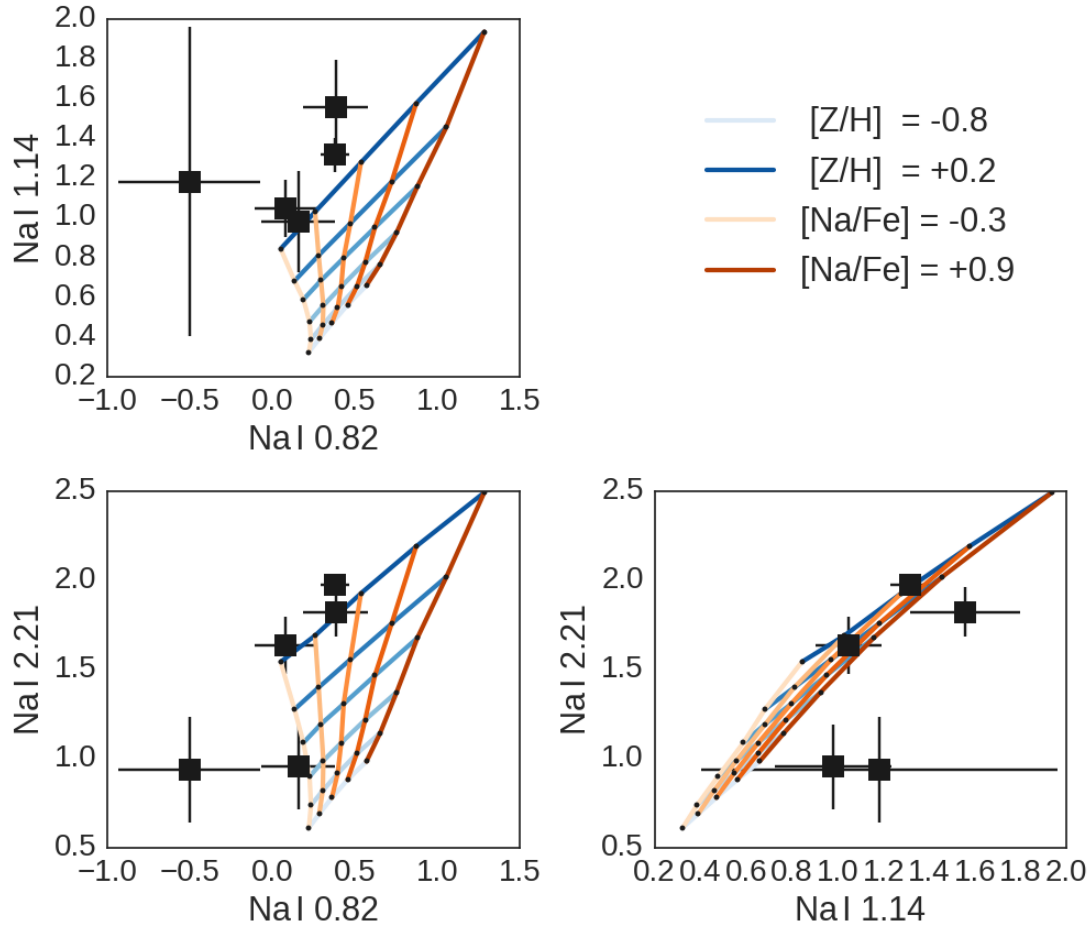 2.0
1.8
1.6
1.4
1.2
1.0
0.8
0.6
0.4
0.2
Na I 1.14
−1.0 −0.5 0.0 0.5 1.0 1.5
Na I 0.82
[Z/H] = -0.8
[Z/H] = +0.2
[Na/Fe] = -0.3
[Na/Fe] = +0.9
2.5
2.0
1.5
1.0
0.5
Na I 2.21
−1.0 −0.5 0.0 0.5 1.0 1.5
Na I 0.82
2.5
2.0
1.5
1.0
0.5
Na I 2.21
0.2 0.4 0.6 0.8 1.0 1.2 1.4 1.6 1.8 2.0
Na I 1.14